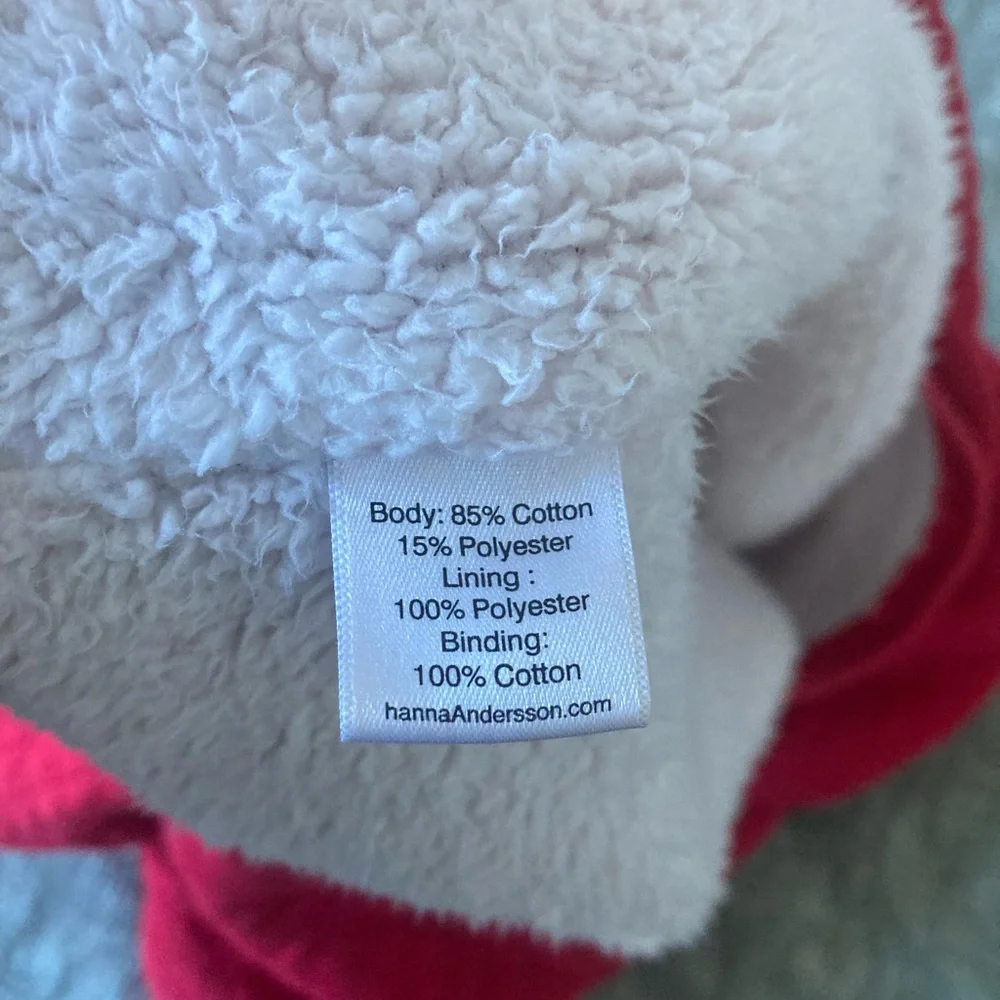 Body: 85% Cotton
15% Polyester
Lining :
100% Polyester
Binding:
100% Cotton
hannaAndersson.com